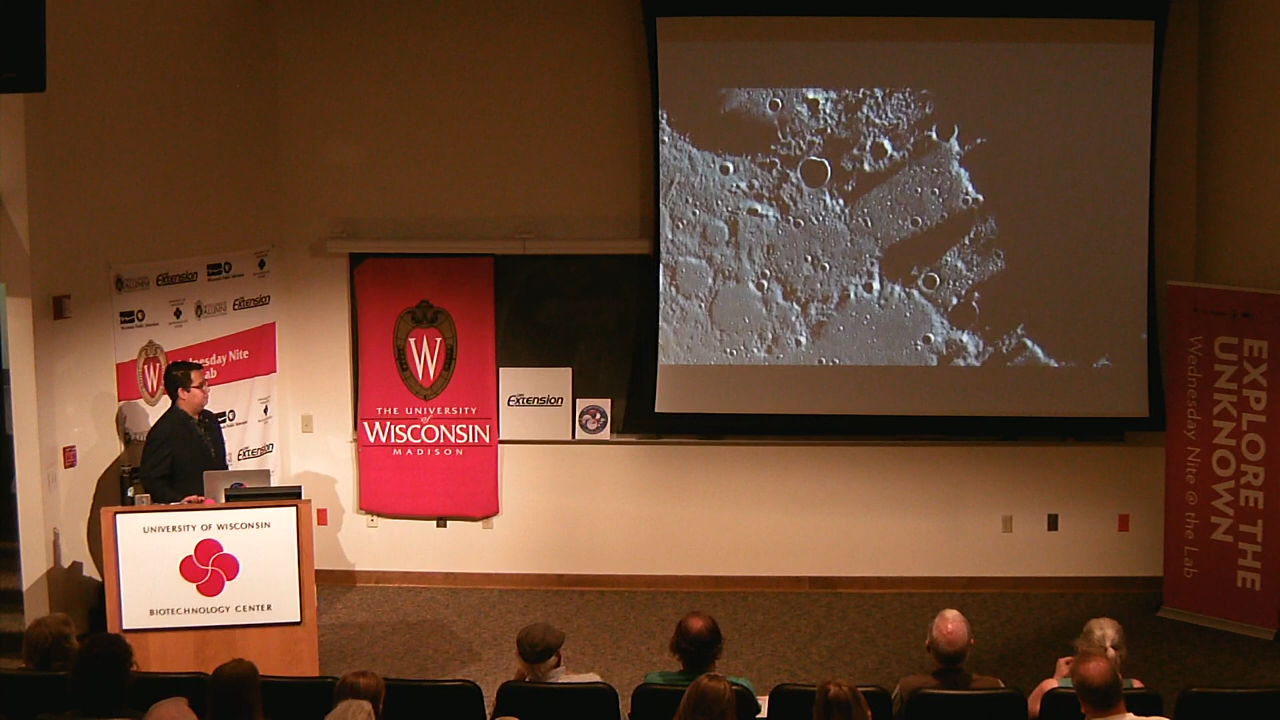 ALUMNI
Extension
Extension
Wednesday Nite
Lab
Extension
W
THE UNIVERSITY
of
WISCONSIN
MADISON
Extension
UNIVERSITY OF WISCONSIN
BIOTECHNOLOGY CENTER
EXPLORE THE
UNKNOWN
Wednesday Nite @ the Lab